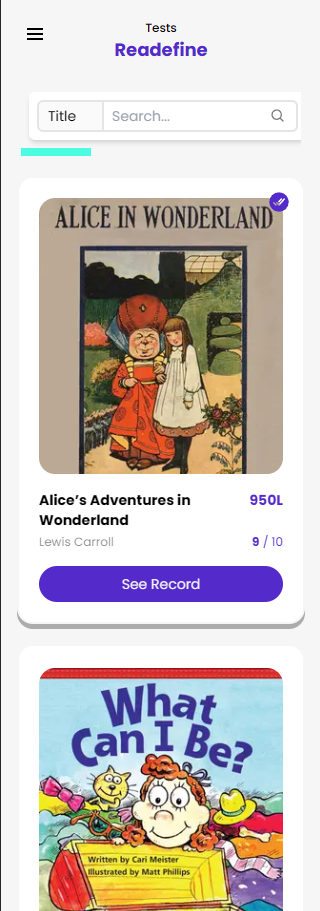 Tests
Readefine
Title
Search...
ALICE IN WONDERLAND
Alice's Adventures in
Wonderland
950L
Lewis Carroll
9 / 10
See Record
What
Can I Be?
Written by Cari Meister
Illustrated by Matt Phillips